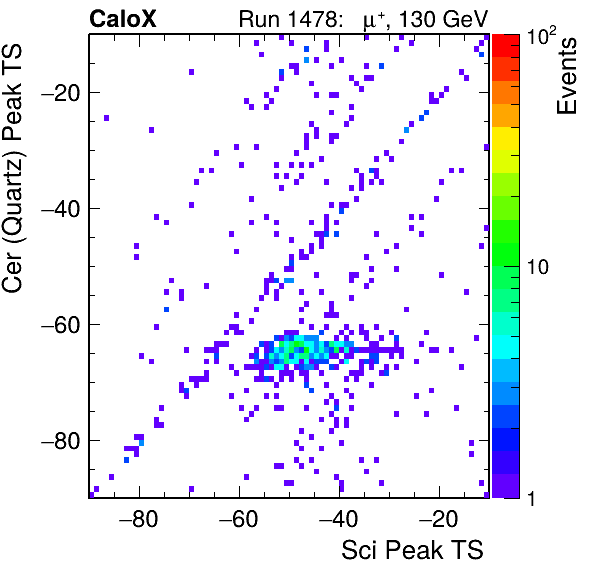 CaloX Run 1478: μ⁺, 130 GeV
Cer (Quartz) Peak TS
−20
−40
−60
−80
−80 −60 −40 −20
Sci Peak TS
10²
10
1
Events